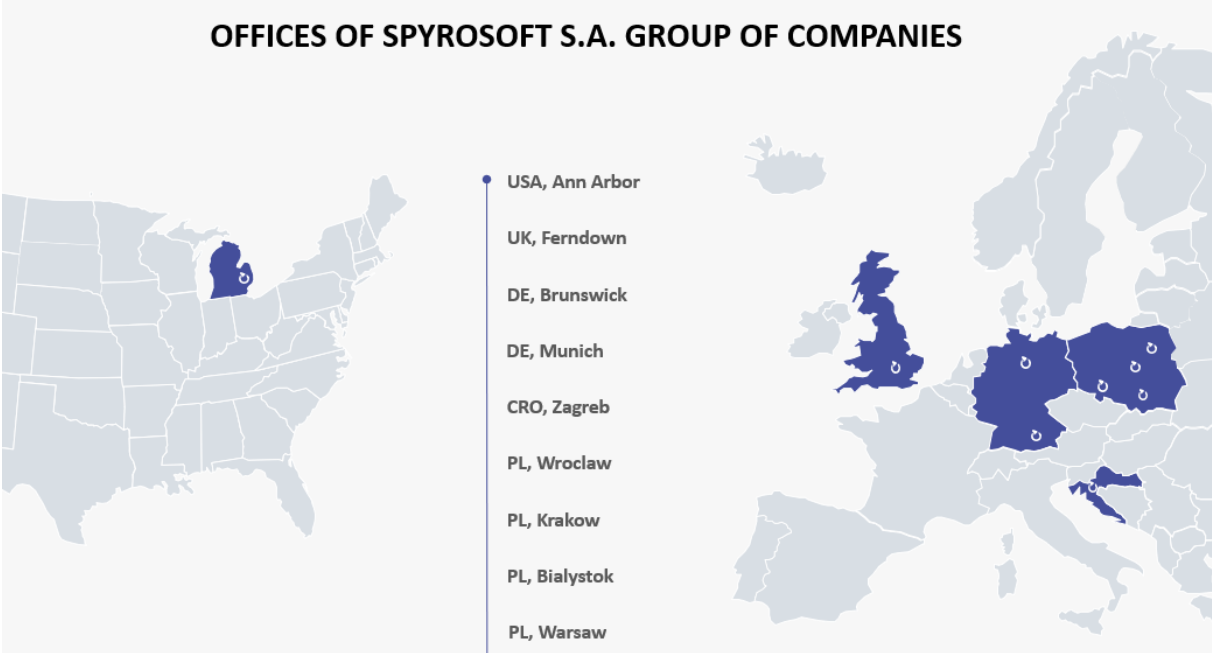 OFFICES OF SPYROSOFT S.A. GROUP OF COMPANIES
USA, Ann Arbor
UK, Ferndown
DE, Brunswick
DE, Munich
CRO, Zagreb
PL, Wroclaw
PL, Krakow
PL, Bialystok
PL, Warsaw